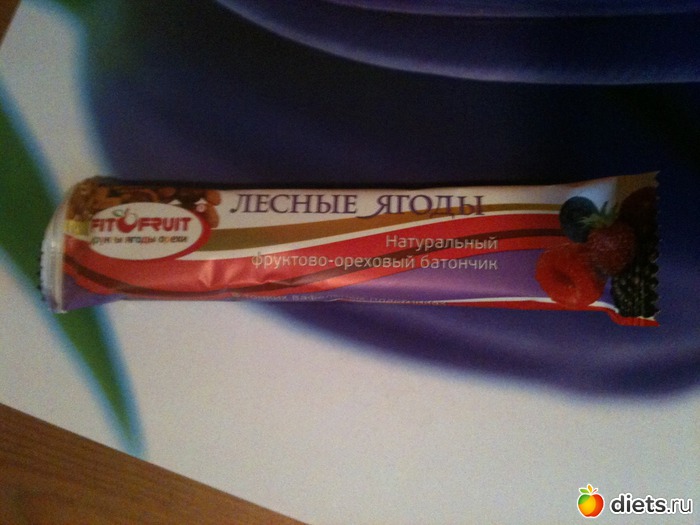 FITOFRUIT
фрукты ягоды орехи
ЛЕСНЫЕ ЯГОДЫ
Натуральный
фруктово-ореховый батончик
diets.ru